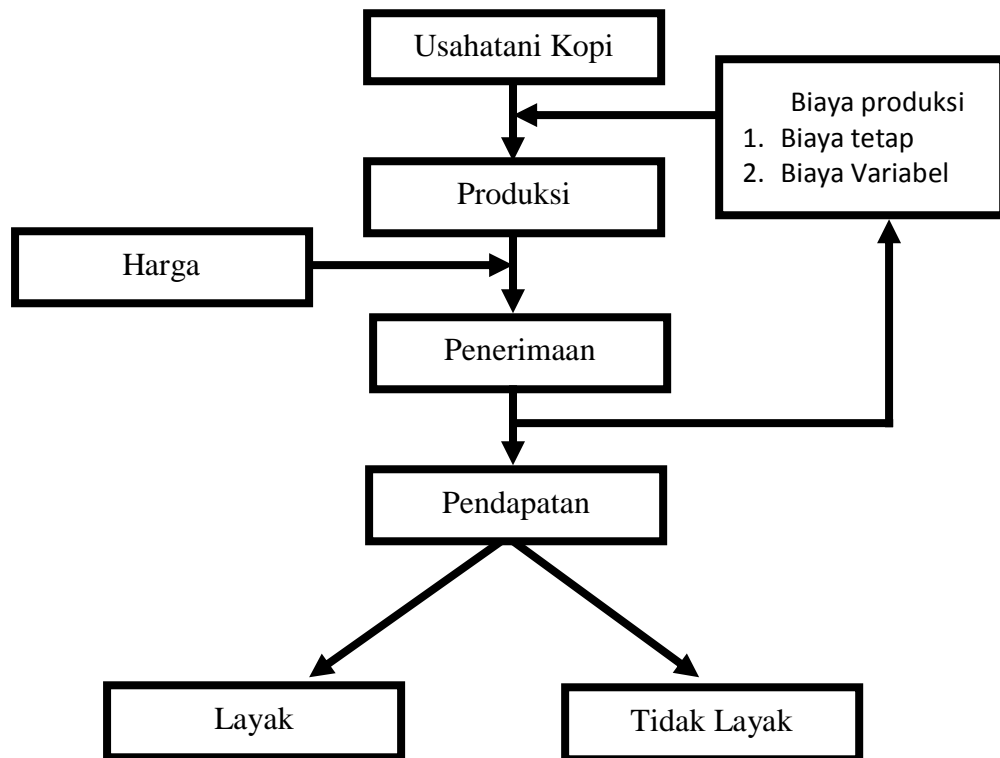 Usahatani Kopi
Biaya produksi
1. Biaya tetap
2. Biaya Variabel
Produksi
Harga
Penerimaan
Pendapatan
Layak
Tidak Layak